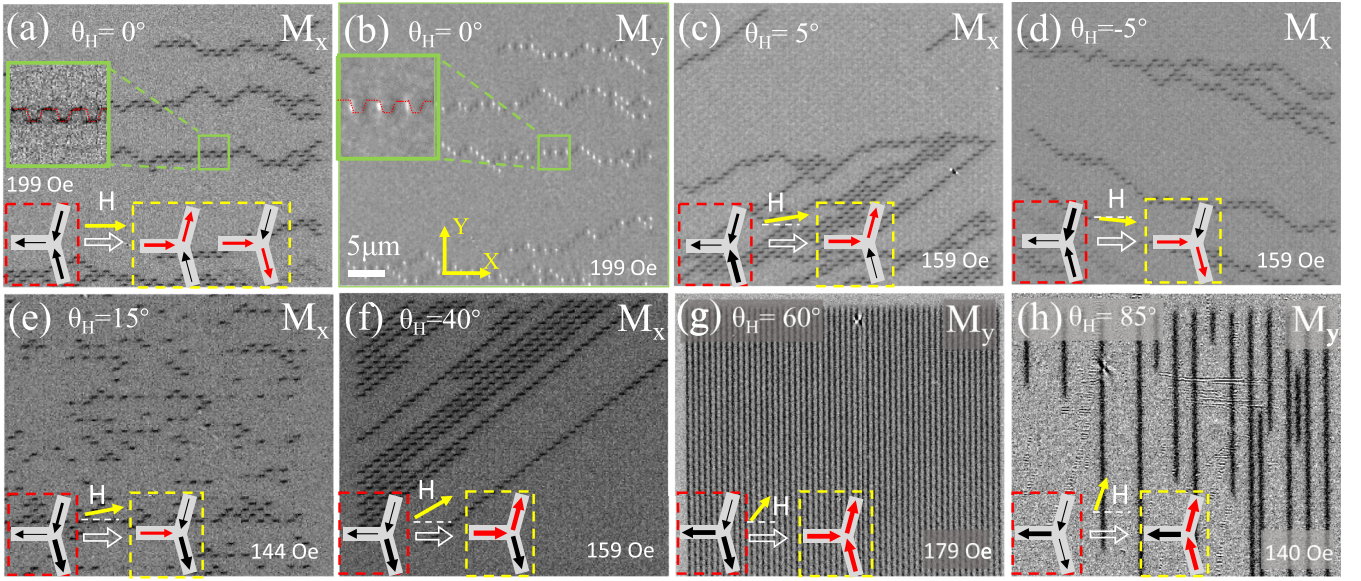 (a) θH= 0° Mx
199 Oe
H
(b) θH= 0° My
Y
X
5μm
199 Oe
(c) θH= 5° Mx
H
159 Oe
(d) θH=-5° Mx
H
159 Oe
(e) θH=15° Mx
H
144 Oe
(f) θH=40° Mx
H
159 Oe
(g) θH= 60° My
H
179 Oe
(h) θH= 85° My
H
140 Oe